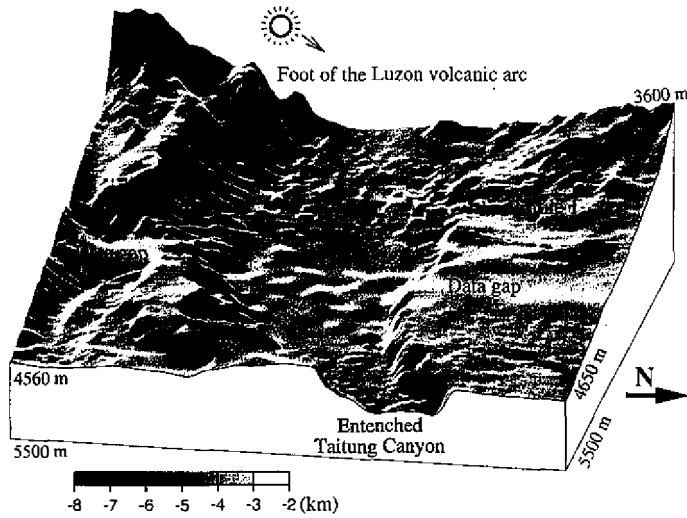 Foot of the Luzon volcanic arc
3600 m
Data gap
4560 m
4650 m
N
Entenched
Taitung Canyon
5500 m
5500 m
-8 -7 -6 -5 -4 -3 -2 (km)